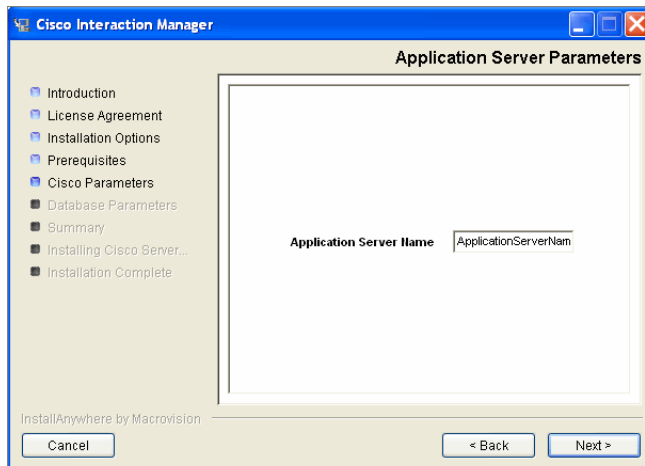 Cisco Interaction Manager
Application Server Parameters
Introduction
License Agreement
Installation Options
Prerequisites
Cisco Parameters
Database Parameters
Summary
Installing Cisco Server...
Installation Complete
Application Server Name ApplicationServerNam
InstallAnywhere by Macrovision
Cancel < Back Next >